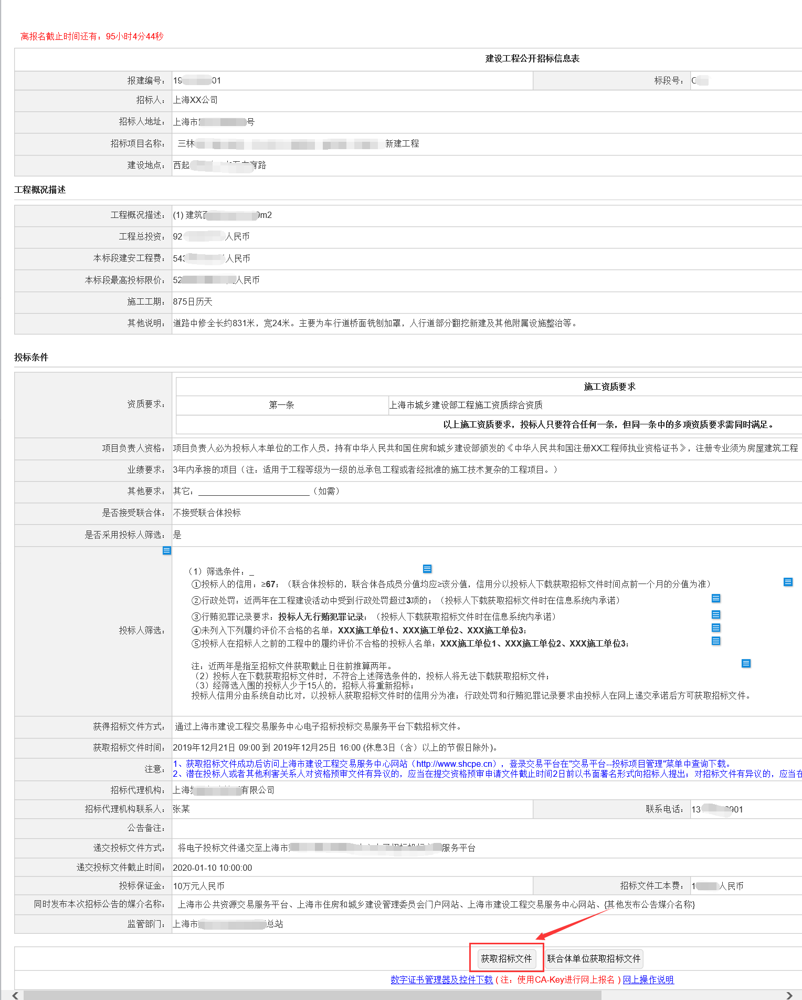 离报名截止时间还有：95小时4分44秒
建设工程公开招标信息表
报建编号： 19 01 标段号：
招标人： 上海XX公司
招标人地址： 上海市 号
招标项目名称： 三林 新建工程
建设地点： 西起 路
工程概况描述
工程概况描述： (1) 建筑 m2
工程总投资： 92 人民币
本标段建安工程费： 543 人民币
本标段最高投标限价： 52 人民币
施工工期： 875日历天
其他说明： 道路中修全长约831米，宽24米。主要为车行道桥面铣刨加罩，人行道部分翻挖新建及其他附属设施整治等。
投标条件
施工资质要求
资质要求： 第一条 上海市城乡建设部工程施工资质综合资质
以上施工资质要求，投标人只要符合任何一条，但同一条中的多项资质要求需同时满足。
项目负责人资格： 项目负责人必为投标人本单位的工作人员，持有中华人民共和国住房和城乡建设部颁发的《中华人民共和国注册XX工程师执业资格证书》，注册专业须为房屋建筑工程
业绩要求： 3年内承接的项目（注：适用于工程等级为一级的总承包工程或者经批准的施工技术复杂的工程项目。）
其他要求： 其它：________________________（如需）
是否接受联合体： 不接受联合体投标
是否采用投标人筛选： 是
投标人筛选：
（1）筛选条件：_
①投标人的信用：≥67；（联合体投标的，联合体各成员分值均应≥该分值，信用分以投标人下载获取招标文件时间点前一个月的分值为准）
②行政处罚：近两年在工程建设活动中受到行政处罚超过3项的；（投标人下载获取招标文件时在信息系统内承诺）
③行贿犯罪记录要求：投标人无行贿犯罪记录；（投标人下载获取招标文件时在信息系统内承诺）
④未列入下列履约评价不合格的名单：XXX施工单位1、XXX施工单位2、XXX施工单位3；
⑤投标人在招标人之前的工程中的履约评价不合格的投标人名单：XXX施工单位1、XXX施工单位2、XXX施工单位3；
注：近两年是指至招标文件获取截止日往前推算两年。
（2）投标人在下载获取招标文件时，不符合上述筛选条件的，投标人将无法下载获取招标文件；
（3）经筛选入围的投标人少于15人的，招标人将重新招标；
投标人信用分由系统自动比对，以投标人获取招标文件时的信用分为准；行政处罚和行贿犯罪记录要求由投标人在网上递交承诺后方可获取招标文件。
获得招标文件方式： 通过上海市建设工程交易服务中心电子招标投标交易服务平台下载招标文件。
获取招标文件时间： 2019年12月21日 09:00 到 2019年12月25日 16:00 (休息3日（含）以上的节假日除外)。
注意： 1、获取招标文件成功后访问上海市建设工程交易服务中心网站（http://www.shcpe.cn），登录交易平台在"交易平台--投标项目管理"菜单中查询下载。
2、潜在投标人或者其他利害关系人对资格预审文件有异议的，应当在提交资格预审申请文件截止时间2日前以书面署名形式向招标人提出；对招标文件有异议的，应当在
招标代理机构： 上海 有限公司
招标代理机构联系人： 张某 联系电话： 13 901
公告备注：
递交投标文件方式： 将电子投标文件递交至上海市 服务平台
递交投标文件截止时间： 2020-01-10 10:00:00
投标保证金： 10万元人民币 招标文件工本费： 1 人民币
同时发布本次招标公告的媒介名称： 上海市公共资源交易服务平台、上海市住房和城乡建设管理委员会门户网站、上海市建设工程交易服务中心网站、{其他发布公告媒介名称}
监管部门： 上海市 总站
获取招标文件 联合体单位获取招标文件
数字证书管理器及控件下载 ( 注：使用CA-Key进行网上报名 ) 网上操作说明